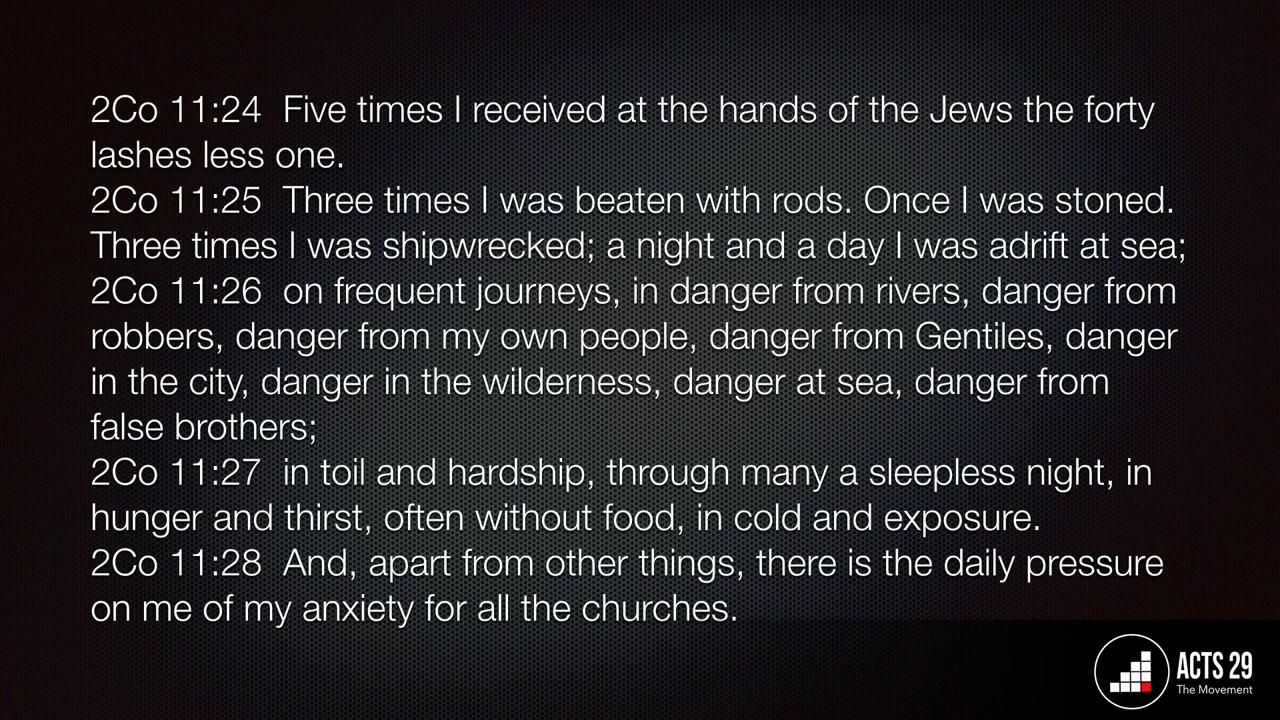 2Co 11:24  Five times I received at the hands of the Jews the forty
lashes less one.
2Co 11:25  Three times I was beaten with rods. Once I was stoned.
Three times I was shipwrecked; a night and a day I was adrift at sea;
2Co 11:26  on frequent journeys, in danger from rivers, danger from
robbers, danger from my own people, danger from Gentiles, danger
in the city, danger in the wilderness, danger at sea, danger from
false brothers;
2Co 11:27  in toil and hardship, through many a sleepless night, in
hunger and thirst, often without food, in cold and exposure.
2Co 11:28  And, apart from other things, there is the daily pressure
on me of my anxiety for all the churches.
ACTS 29
The Movement